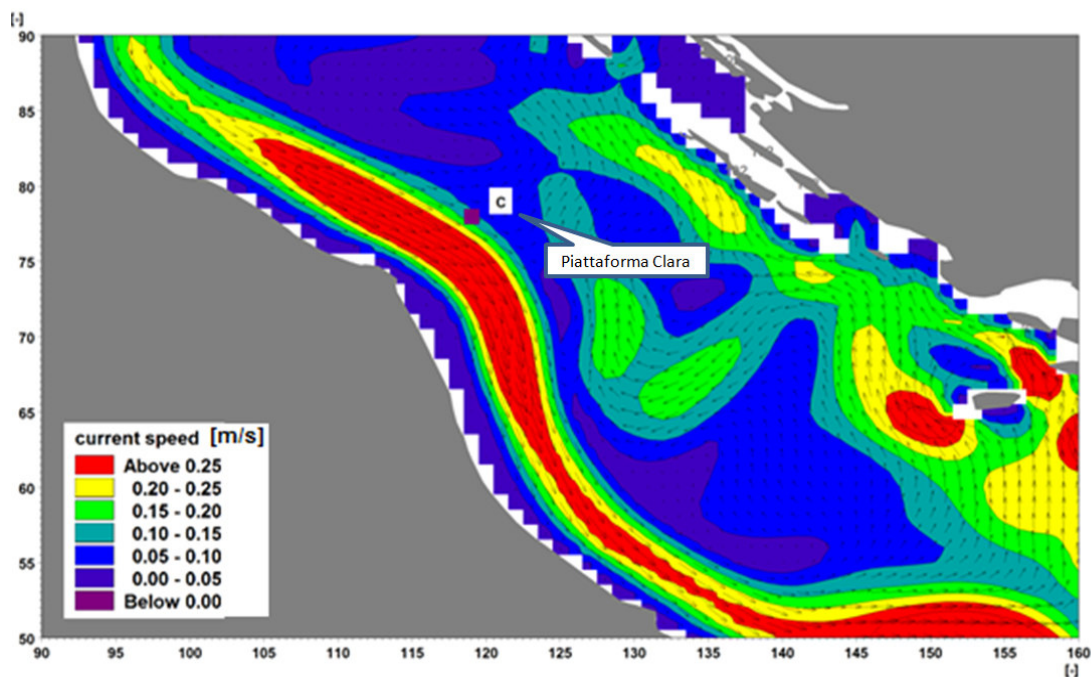 [-]
90
85
80
75
70
65
60
55
50
C
Piattaforma Clara
current speed [m/s]
Above 0.25
0.20 - 0.25
0.15 - 0.20
0.10 - 0.15
0.05 - 0.10
0.00 - 0.05
Below 0.00
90 95 100 105 110 115 120 125 130 135 140 145 150 155 160
[-]